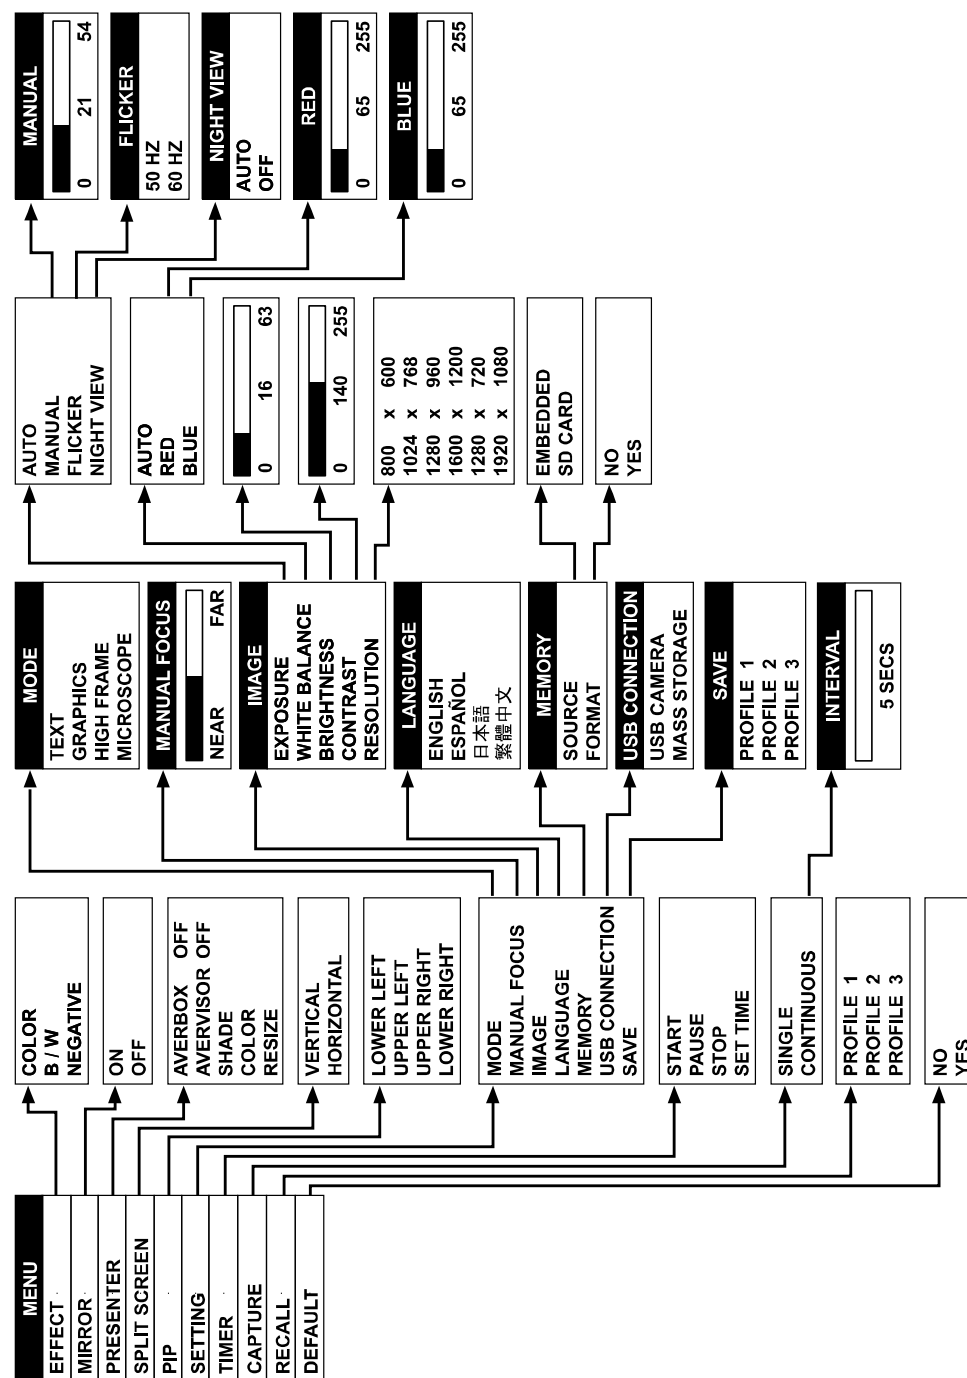 MENU
EFFECT
MIRROR
PRESENTER
SPLIT SCREEN
PIP
SETTING
TIMER
CAPTURE
RECALL
DEFAULT
COLOR
B / W
NEGATIVE
ON
OFF
AVERBOX OFF
AVERVISOR OFF
SHADE
COLOR
RESIZE
VERTICAL
HORIZONTAL
LOWER LEFT
UPPER LEFT
UPPER RIGHT
LOWER RIGHT
MODE
MANUAL FOCUS
IMAGE
LANGUAGE
MEMORY
USB CONNECTION
SAVE
START
PAUSE
STOP
SET TIME
SINGLE
CONTINUOUS
PROFILE 1
PROFILE 2
PROFILE 3
NO
YES
MODE
TEXT
GRAPHICS
HIGH FRAME
MICROSCOPE
MANUAL FOCUS
NEAR FAR
IMAGE
EXPOSURE
WHITE BALANCE
BRIGHTNESS
CONTRAST
RESOLUTION
LANGUAGE
ENGLISH
ESPAÑOL
日本語
繁體中文
MEMORY
SOURCE
FORMAT
USB CONNECTION
USB CAMERA
MASS STORAGE
SAVE
PROFILE 1
PROFILE 2
PROFILE 3
INTERVAL
5 SECS
AUTO
MANUAL
FLICKER
NIGHT VIEW
AUTO
RED
BLUE
0 16 63
0 140 255
800 x 600
1024 x 768
1280 x 960
1600 x 1200
1280 x 720
1920 x 1080
EMBEDDED
SD CARD
NO
YES
MANUAL
0 21 54
FLICKER
50 HZ
60 HZ
NIGHT VIEW
AUTO
OFF
RED
0 65 255
BLUE
0 65 255